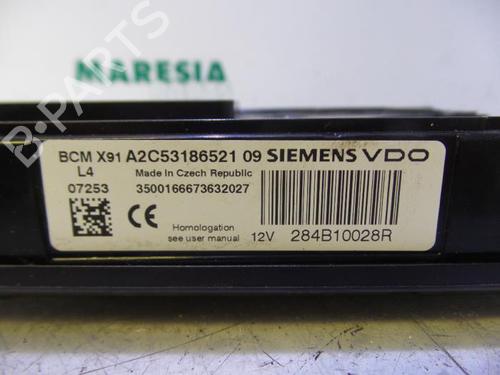 MARESIA
B-PARTS
BCM X91 A2C53186521 09 SIEMENS VDO
L4 Made In Czech Republic
07253 3500166673632027
CE
Homologation
see user manual 12V 284B10028R